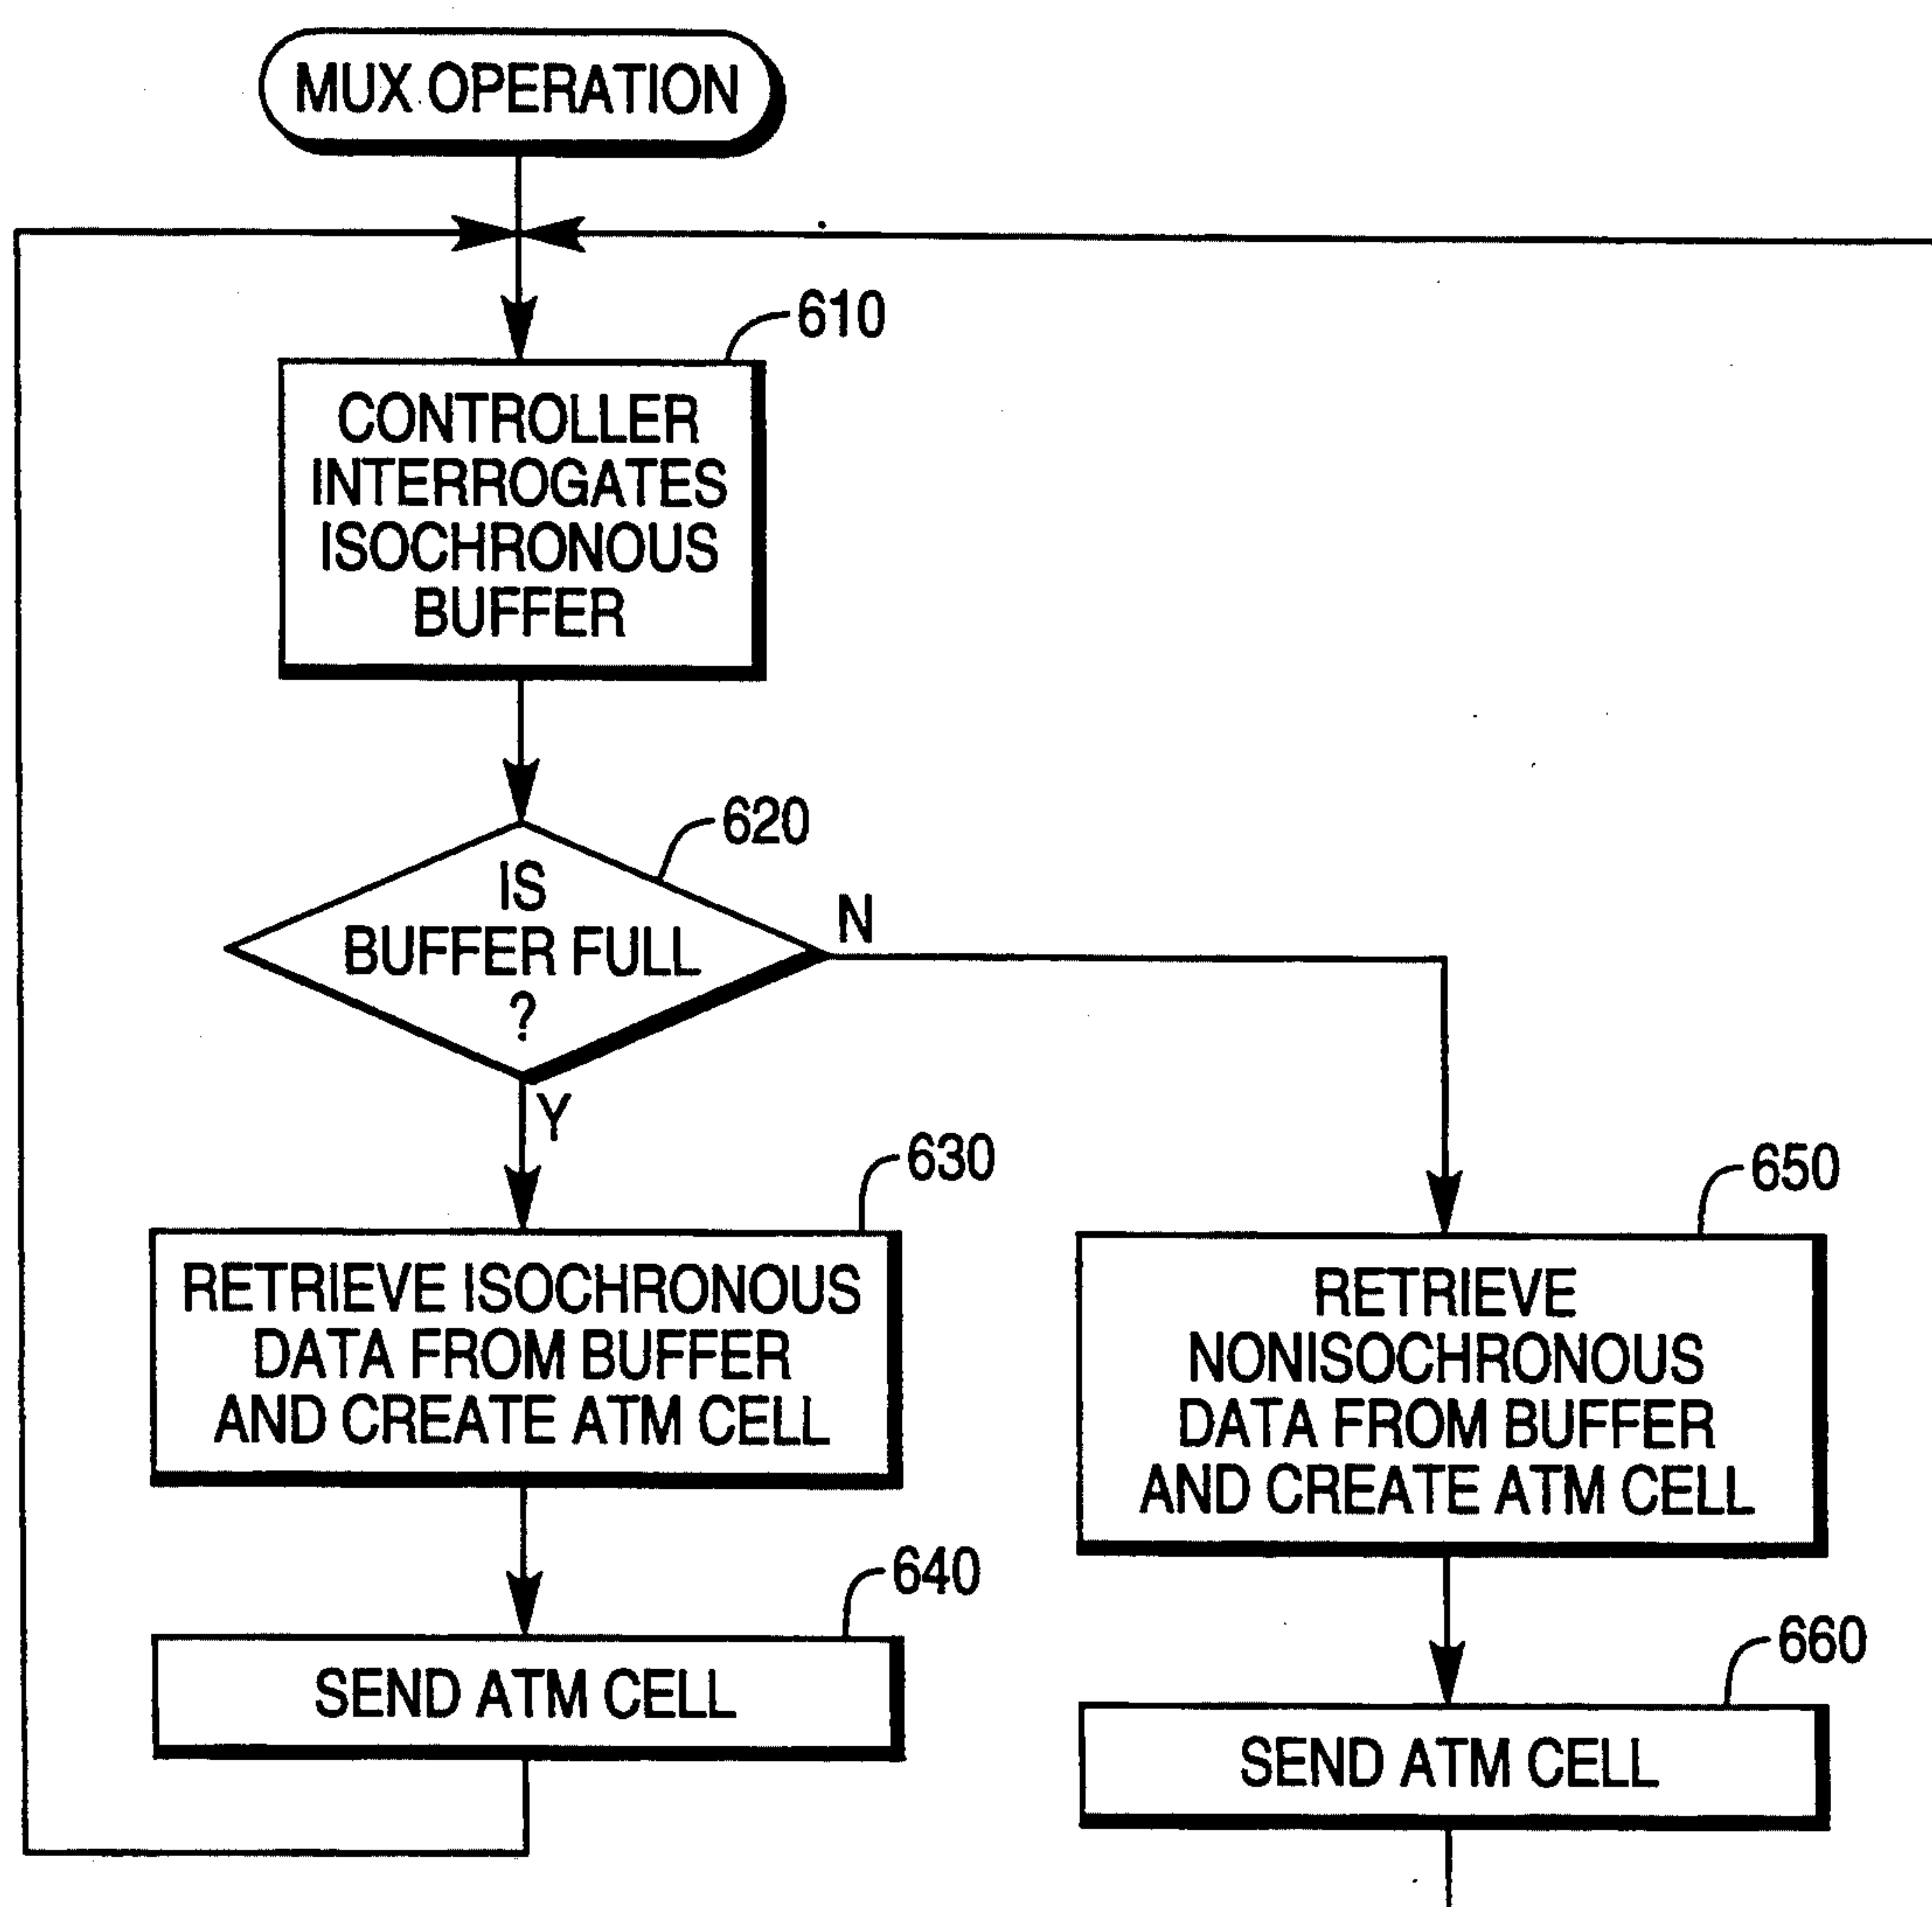 MUX OPERATION
610
CONTROLLER
INTERROGATES
ISOCHRONOUS
BUFFER
620
IS
BUFFER FULL
?
N
Y
630
RETRIEVE ISOCHRONOUS
DATA FROM BUFFER
AND CREATE ATM CELL
650
RETRIEVE
NONISOCHRONOUS
DATA FROM BUFFER
AND CREATE ATM CELL
640
SEND ATM CELL
660
SEND ATM CELL